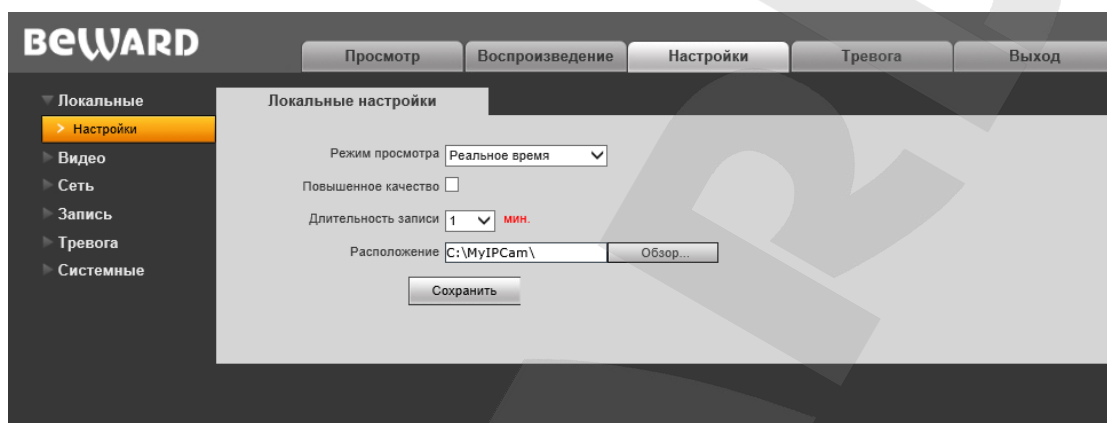 BEWARD
Просмотр Воспроизведение Настройки Тревога Выход
Локальные
> Настройки
Видео
Сеть
Запись
Тревога
Системные
Локальные настройки
Режим просмотра Реальное время
Повышенное качество
Длительность записи 1 мин.
Расположение C:\MyIPCam\ Обзор...
Сохранить